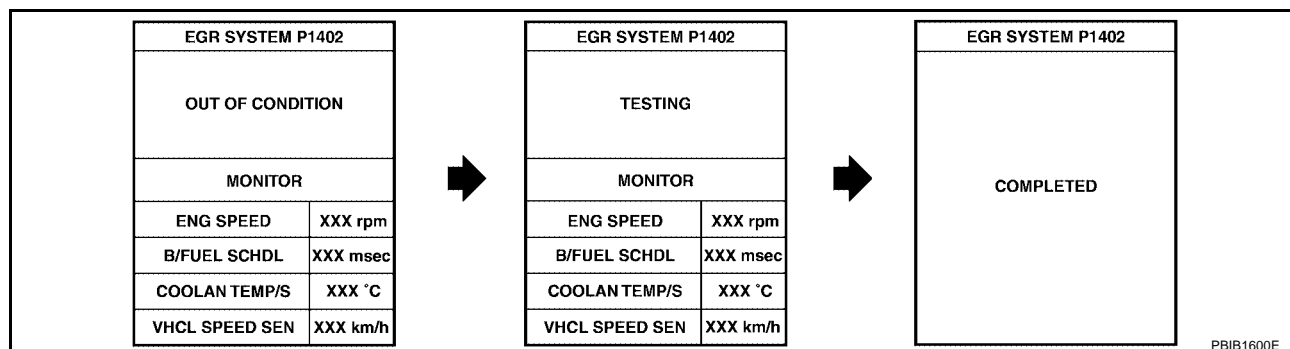 EGR SYSTEM P1402
OUT OF CONDITION
MONITOR
ENG SPEED XXX rpm
B/FUEL SCHDL XXX msec
COOLAN TEMP/S XXX °C
VHCL SPEED SEN XXX km/h
EGR SYSTEM P1402
TESTING
MONITOR
ENG SPEED XXX rpm
B/FUEL SCHDL XXX msec
COOLAN TEMP/S XXX °C
VHCL SPEED SEN XXX km/h
EGR SYSTEM P1402
COMPLETED
PBIB1600E